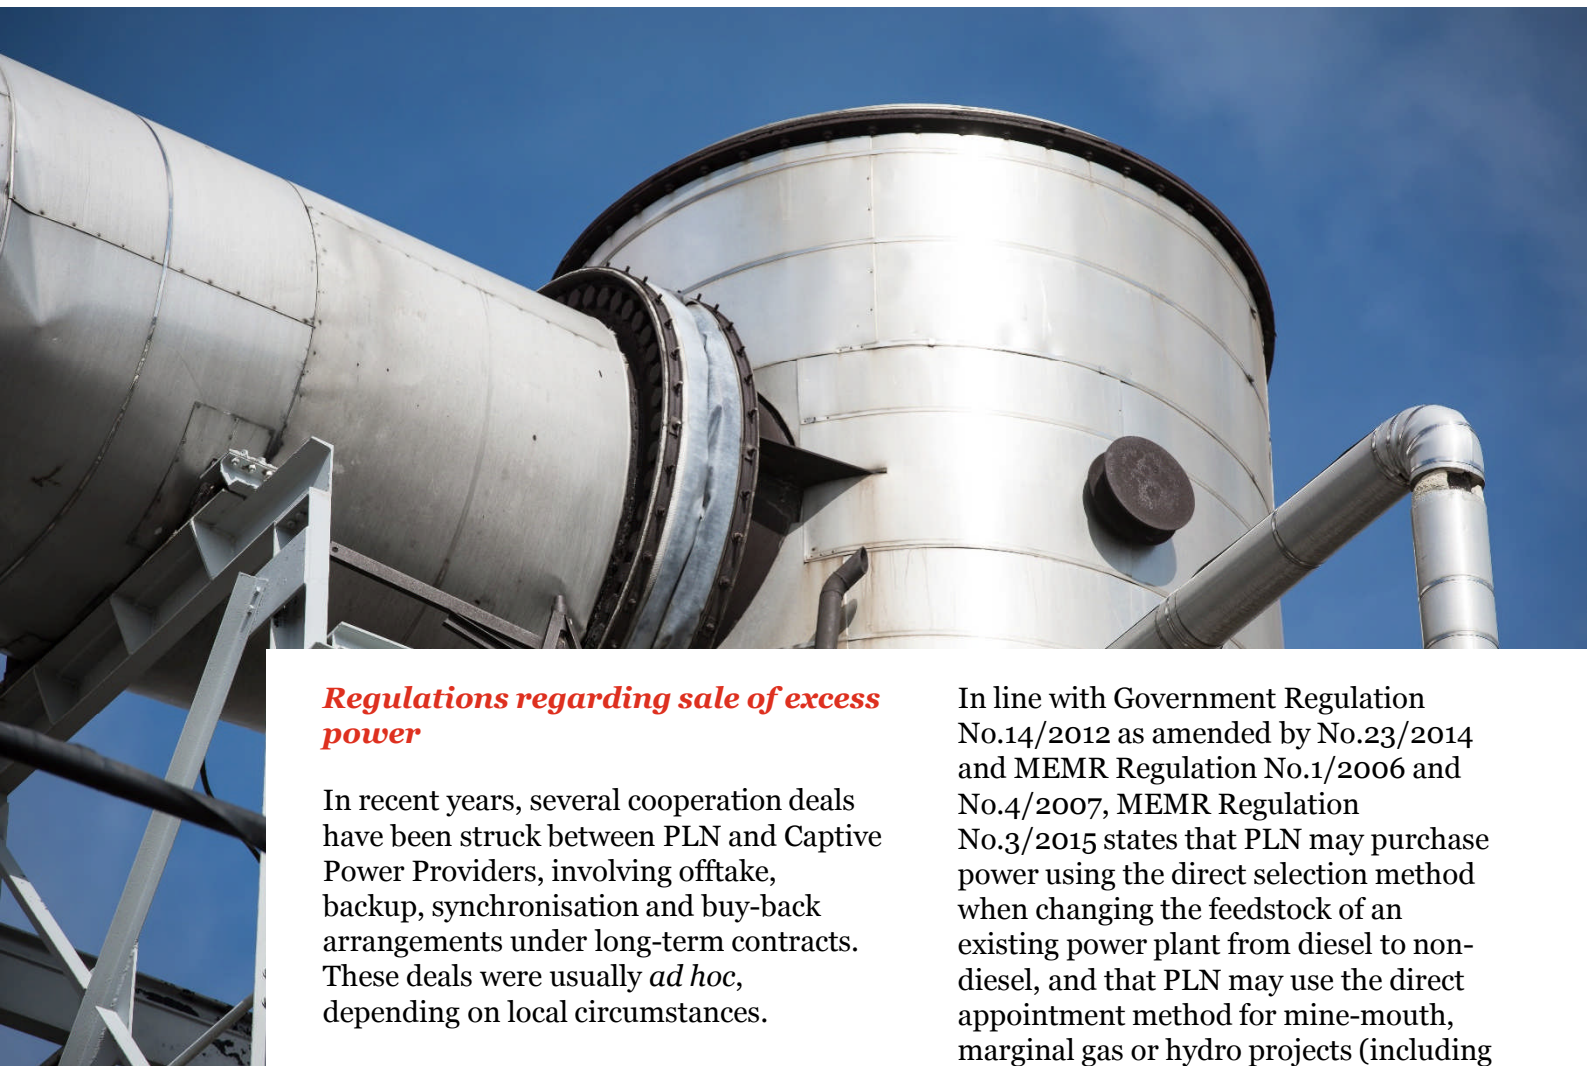 Regulations regarding sale of excess
power
In recent years, several cooperation deals
have been struck between PLN and Captive
Power Providers, involving offtake,
backup, synchronisation and buy-back
arrangements under long-term contracts.
These deals were usually ad hoc,
depending on local circumstances.
In line with Government Regulation
No.14/2012 as amended by No.23/2014
and MEMR Regulation No.1/2006 and
No.4/2007, MEMR Regulation
No.3/2015 states that PLN may purchase
power using the direct selection method
when changing the feedstock of an
existing power plant from diesel to non-
diesel, and that PLN may use the direct
appointment method for mine-mouth,
marginal gas or hydro projects (including